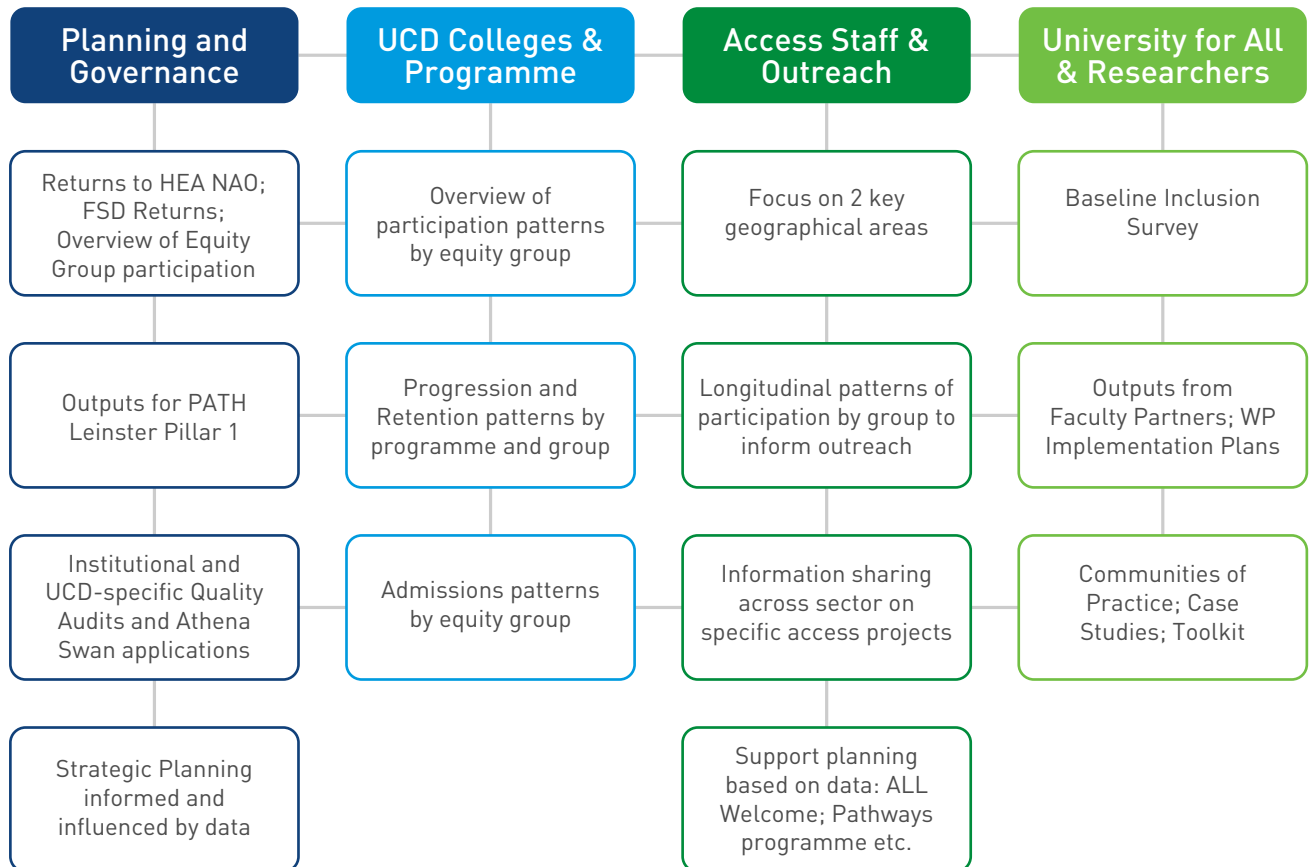 Planning and
Governance
UCD Colleges &
Programme
Access Staff &
Outreach
University for All
& Researchers
Returns to HEA NAO;
FSD Returns;
Overview of Equity
Group participation
Overview of
participation patterns
by equity group
Focus on 2 key
geographical areas
Baseline Inclusion
Survey
Outputs for PATH
Leinster Pillar 1
Progression and
Retention patterns by
programme and group
Longitudinal patterns of
participation by group to
inform outreach
Outputs from
Faculty Partners; WP
Implementation Plans
Institutional and
UCD-specific Quality
Audits and Athena
Swan applications
Admissions patterns
by equity group
Information sharing
across sector on
specific access projects
Communities of
Practice; Case
Studies; Toolkit
Strategic Planning
informed and
influenced by data
Support planning
based on data: ALL
Welcome; Pathways
programme etc.